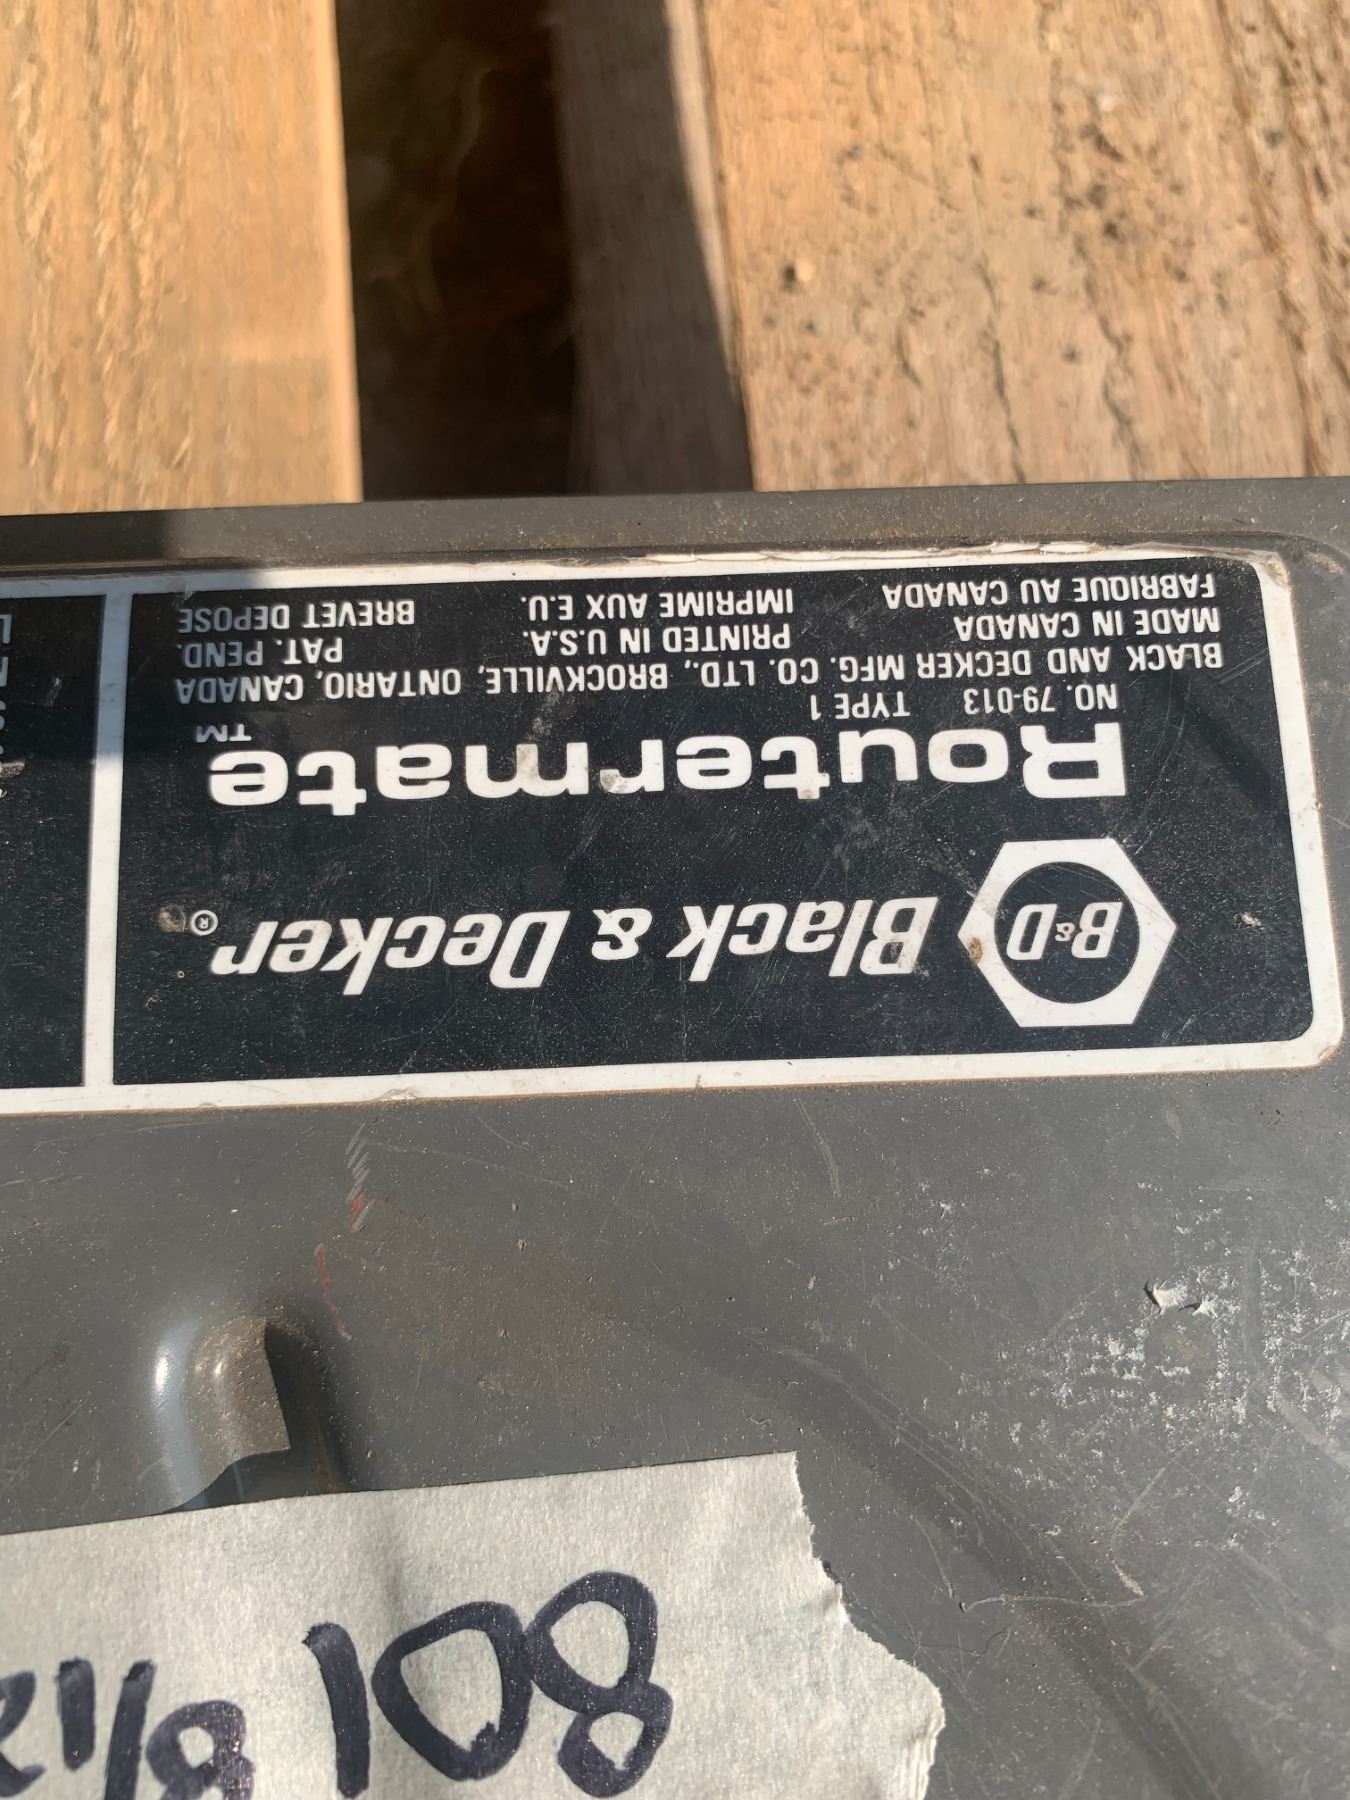 B&D Black & Decker®
Routermate™
NO. 79-013 TYPE 1
BLACK AND DECKER MFG. CO. LTD., BROCKVILLE, ONTARIO, CANADA
MADE IN CANADA PRINTED IN U.S.A. PAT. PEND.
FABRIQUE AU CANADA IMPRIME AUX E.U. BREVET DEPOSE
801